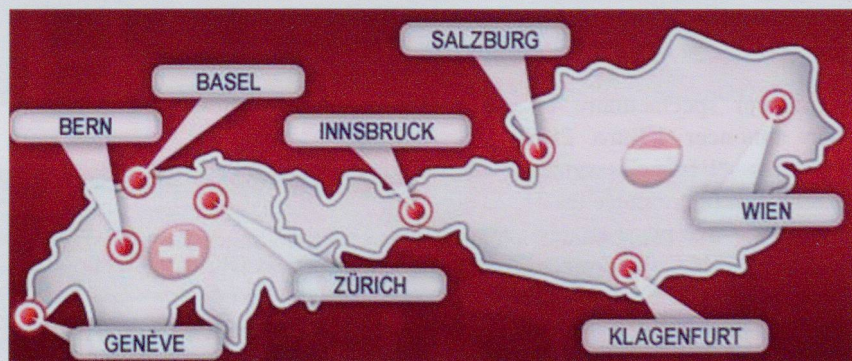 SALZBURG
BASEL
BERN
INNSBRUCK
WIEN
ZÜRICH
GENÈVE
KLAGENFURT